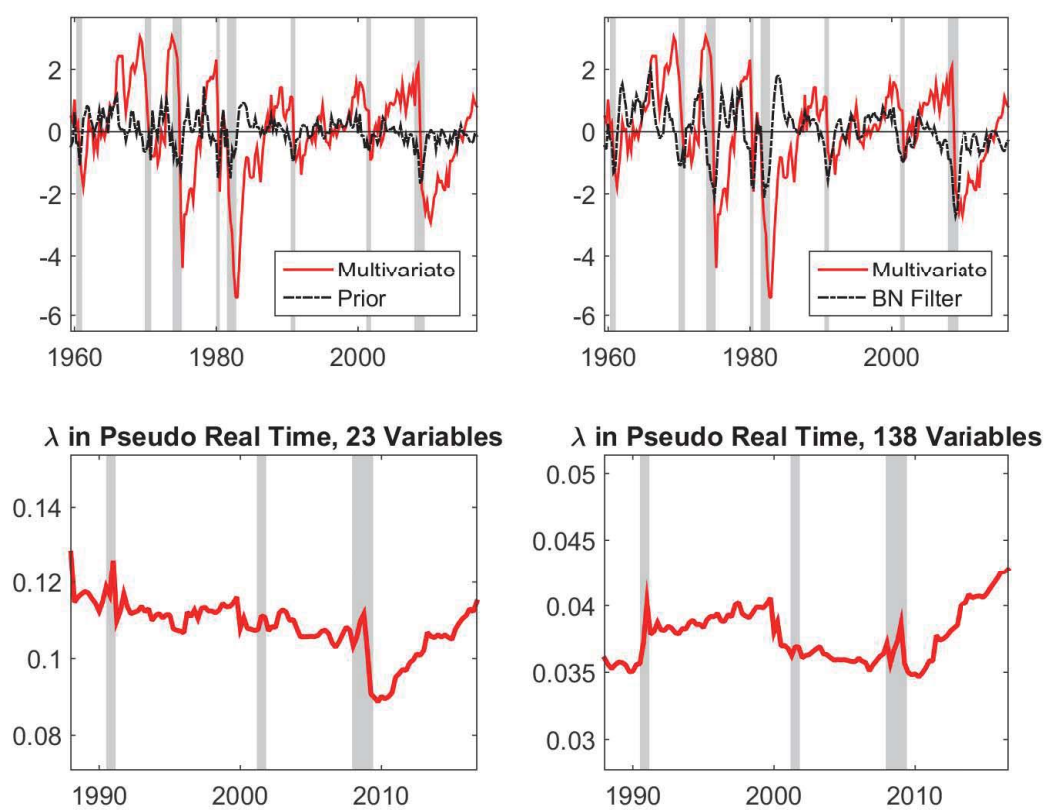 2
0
-2
-4
-6
Multivariato
Prior
1960 1980 2000
2
0
-2
-4
-6
Multivariato
BN Filter
1960 1980 2000
λ in Pseudo Real Time, 23 Variables
0.14
0.12
0.1
0.08
1990 2000 2010
λ in Pseudo Real Time, 138 Variables
0.05
0.045
0.04
0.035
0.03
1990 2000 2010